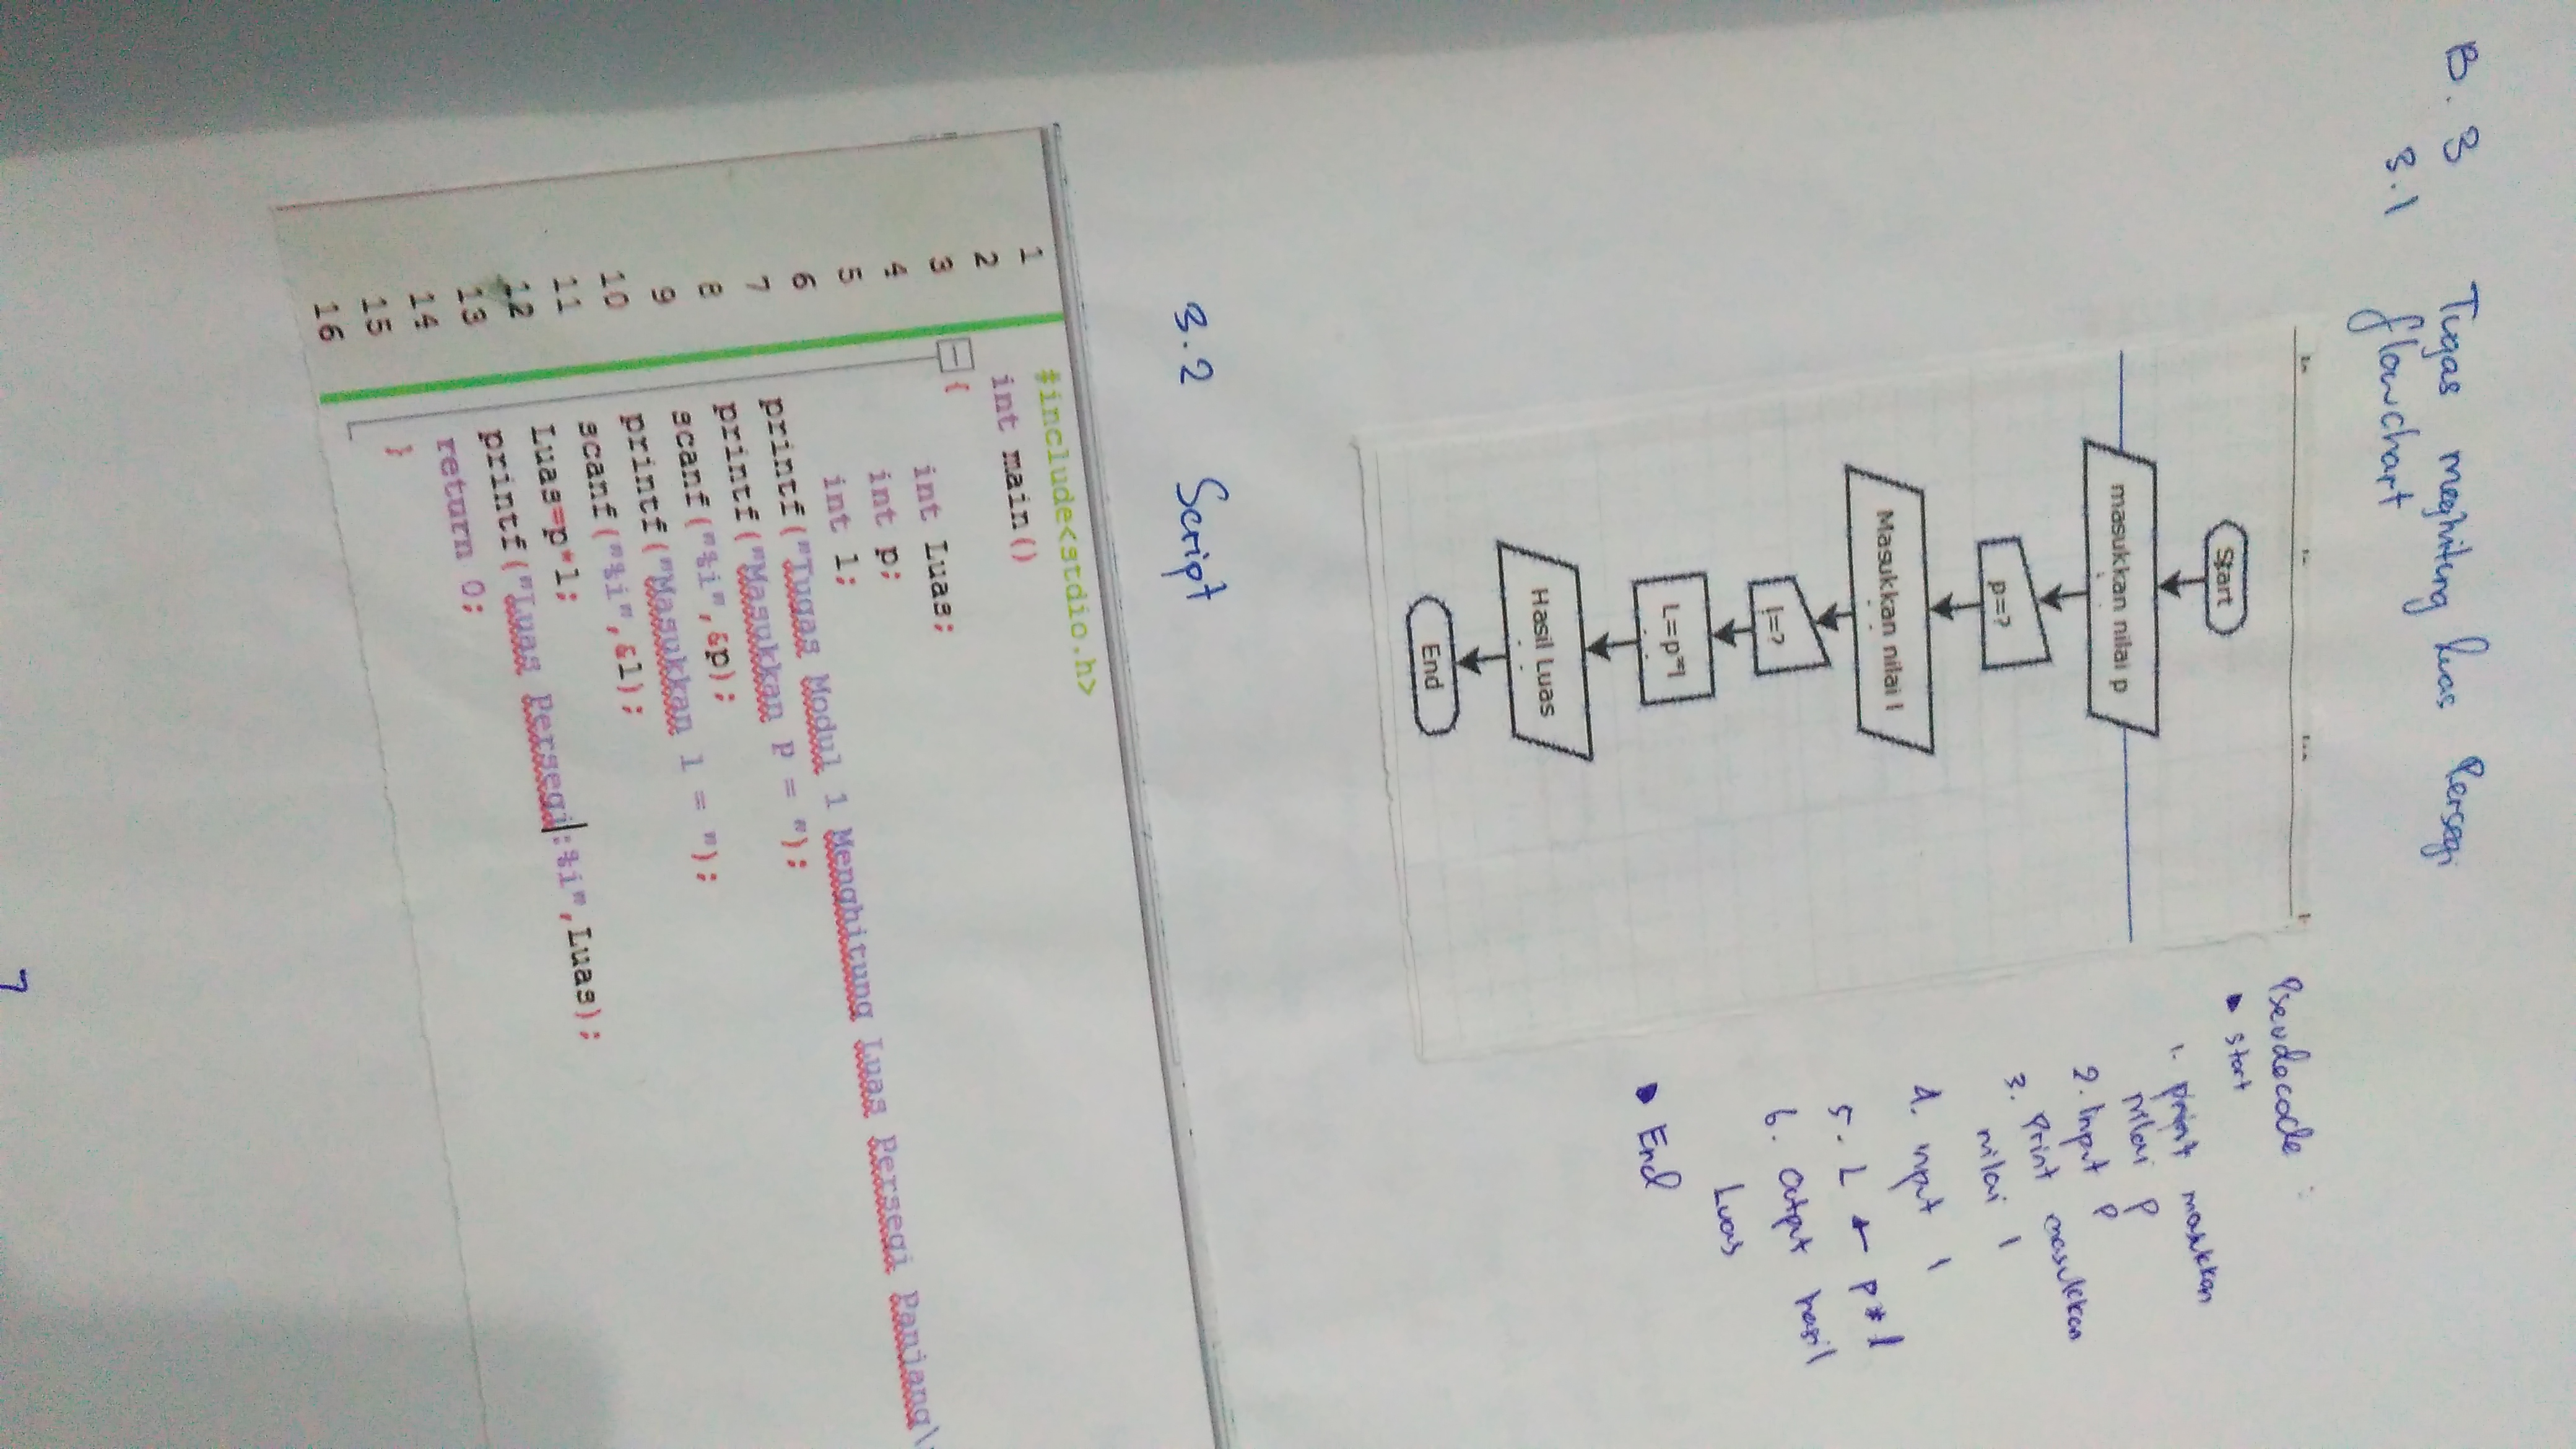 B. 3 Tugas menghitung luas Persegi
3.1 flowchart
Start
masukkan nilai p
p=?
Masukkan nilai l
l=?
L=p*l
Hasil Luas
End
Pseudocode :
start
1. print masukkan
nilai p
2. Input p
3. Print masukkan
nilai l
4. input l
5. L ← p*l
6. Output hasil
Luas
End
3.2 Script
1 #include<stdio.h>
2 int main()
3 {
4 int Luas;
5 int p;
6 int l;
7 printf("Tugas Modul 1 Menghitung Luas Persegi Panjang\
8 printf("Masukkan p = ");
9 scanf("%i",&p);
10 printf("Masukkan l = ");
11 scanf("%i",&l);
12 Luas=p*l;
13 printf("Luas Persegi:%i",Luas);
14 return 0;
15 }
16
7